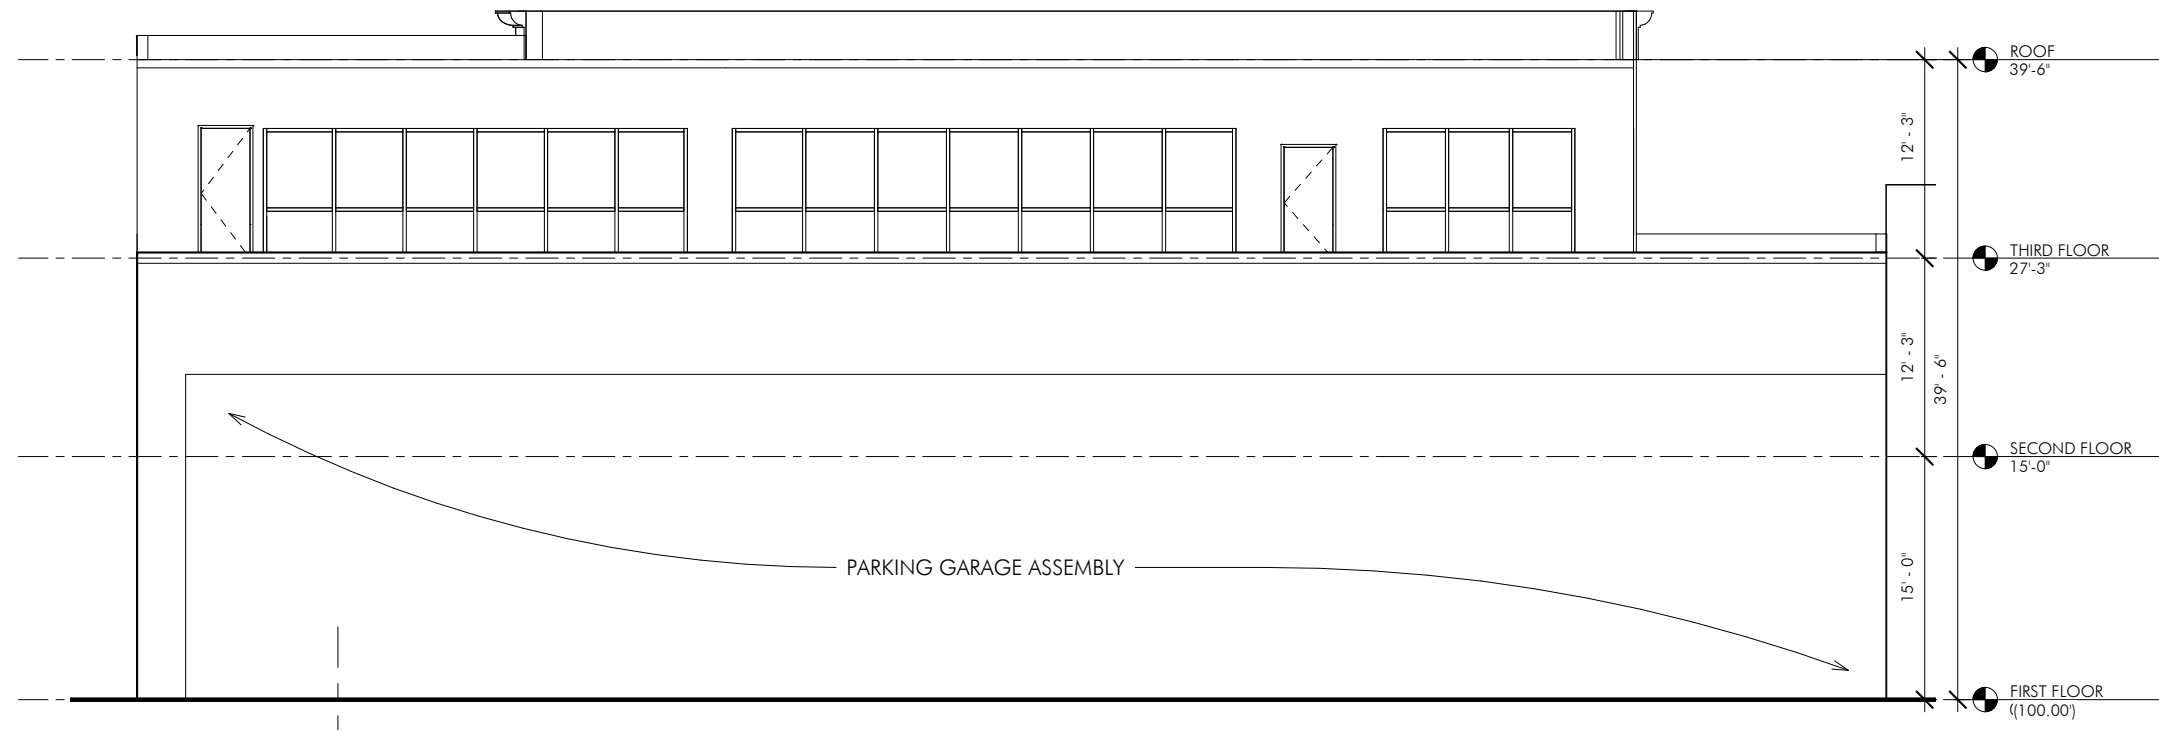 ROOF
39'-6"
12' - 3"
THIRD FLOOR
27'-3"
12' - 3"
39' - 6"
SECOND FLOOR
15'-0"
PARKING GARAGE ASSEMBLY
15' - 0"
FIRST FLOOR
((100.00')